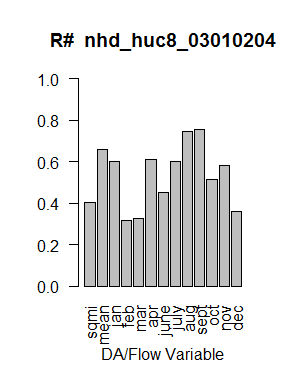 R#  nhd_huc8_03010204
1.0
0.8
0.6
0.4
0.2
0.0
sqmi
mean
jan
feb
mar
apr
june
july
aug
sept
oct
nov
dec
DA/Flow Variable